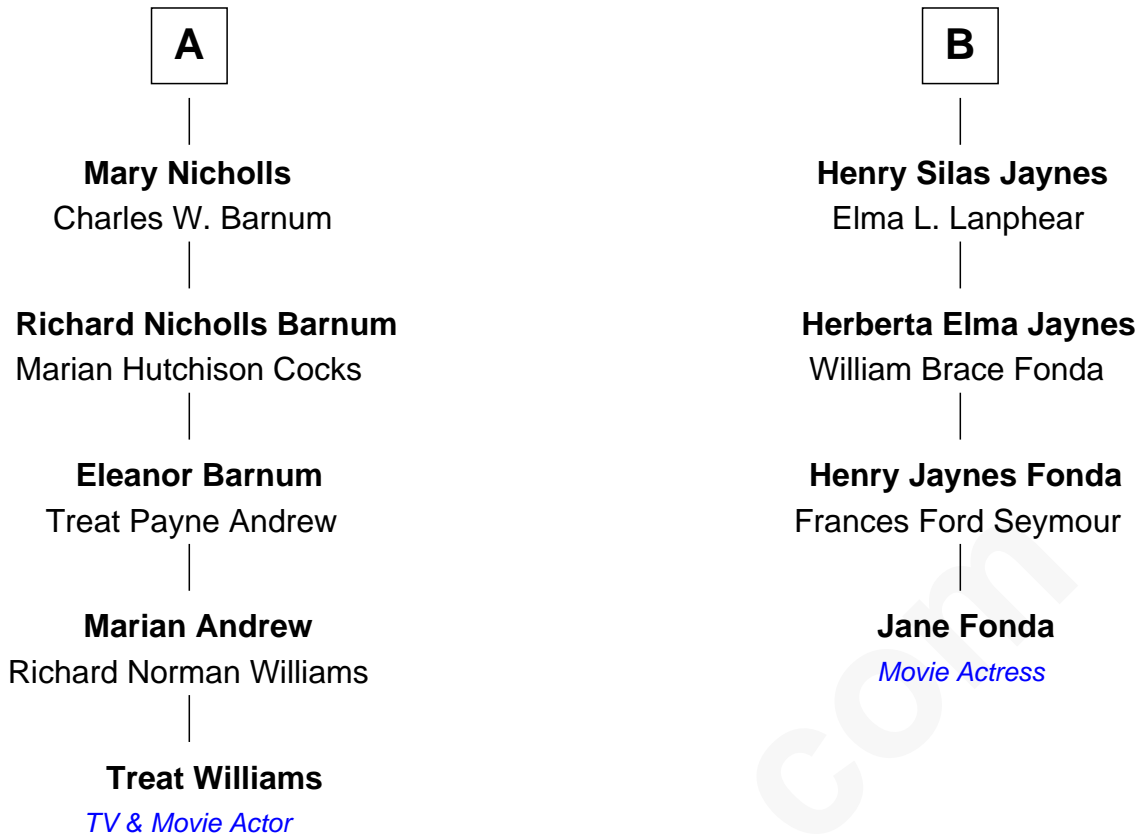 A
Mary Nicholls
Charles W. Barnum
Richard Nicholls Barnum
Marian Hutchison Cocks
Eleanor Barnum
Treat Payne Andrew
Marian Andrew
Richard Norman Williams
Treat Williams
TV & Movie Actor
B
Henry Silas Jaynes
Elma L. Lanphear
Herberta Elma Jaynes
William Brace Fonda
Henry Jaynes Fonda
Frances Ford Seymour
Jane Fonda
Movie Actress
com